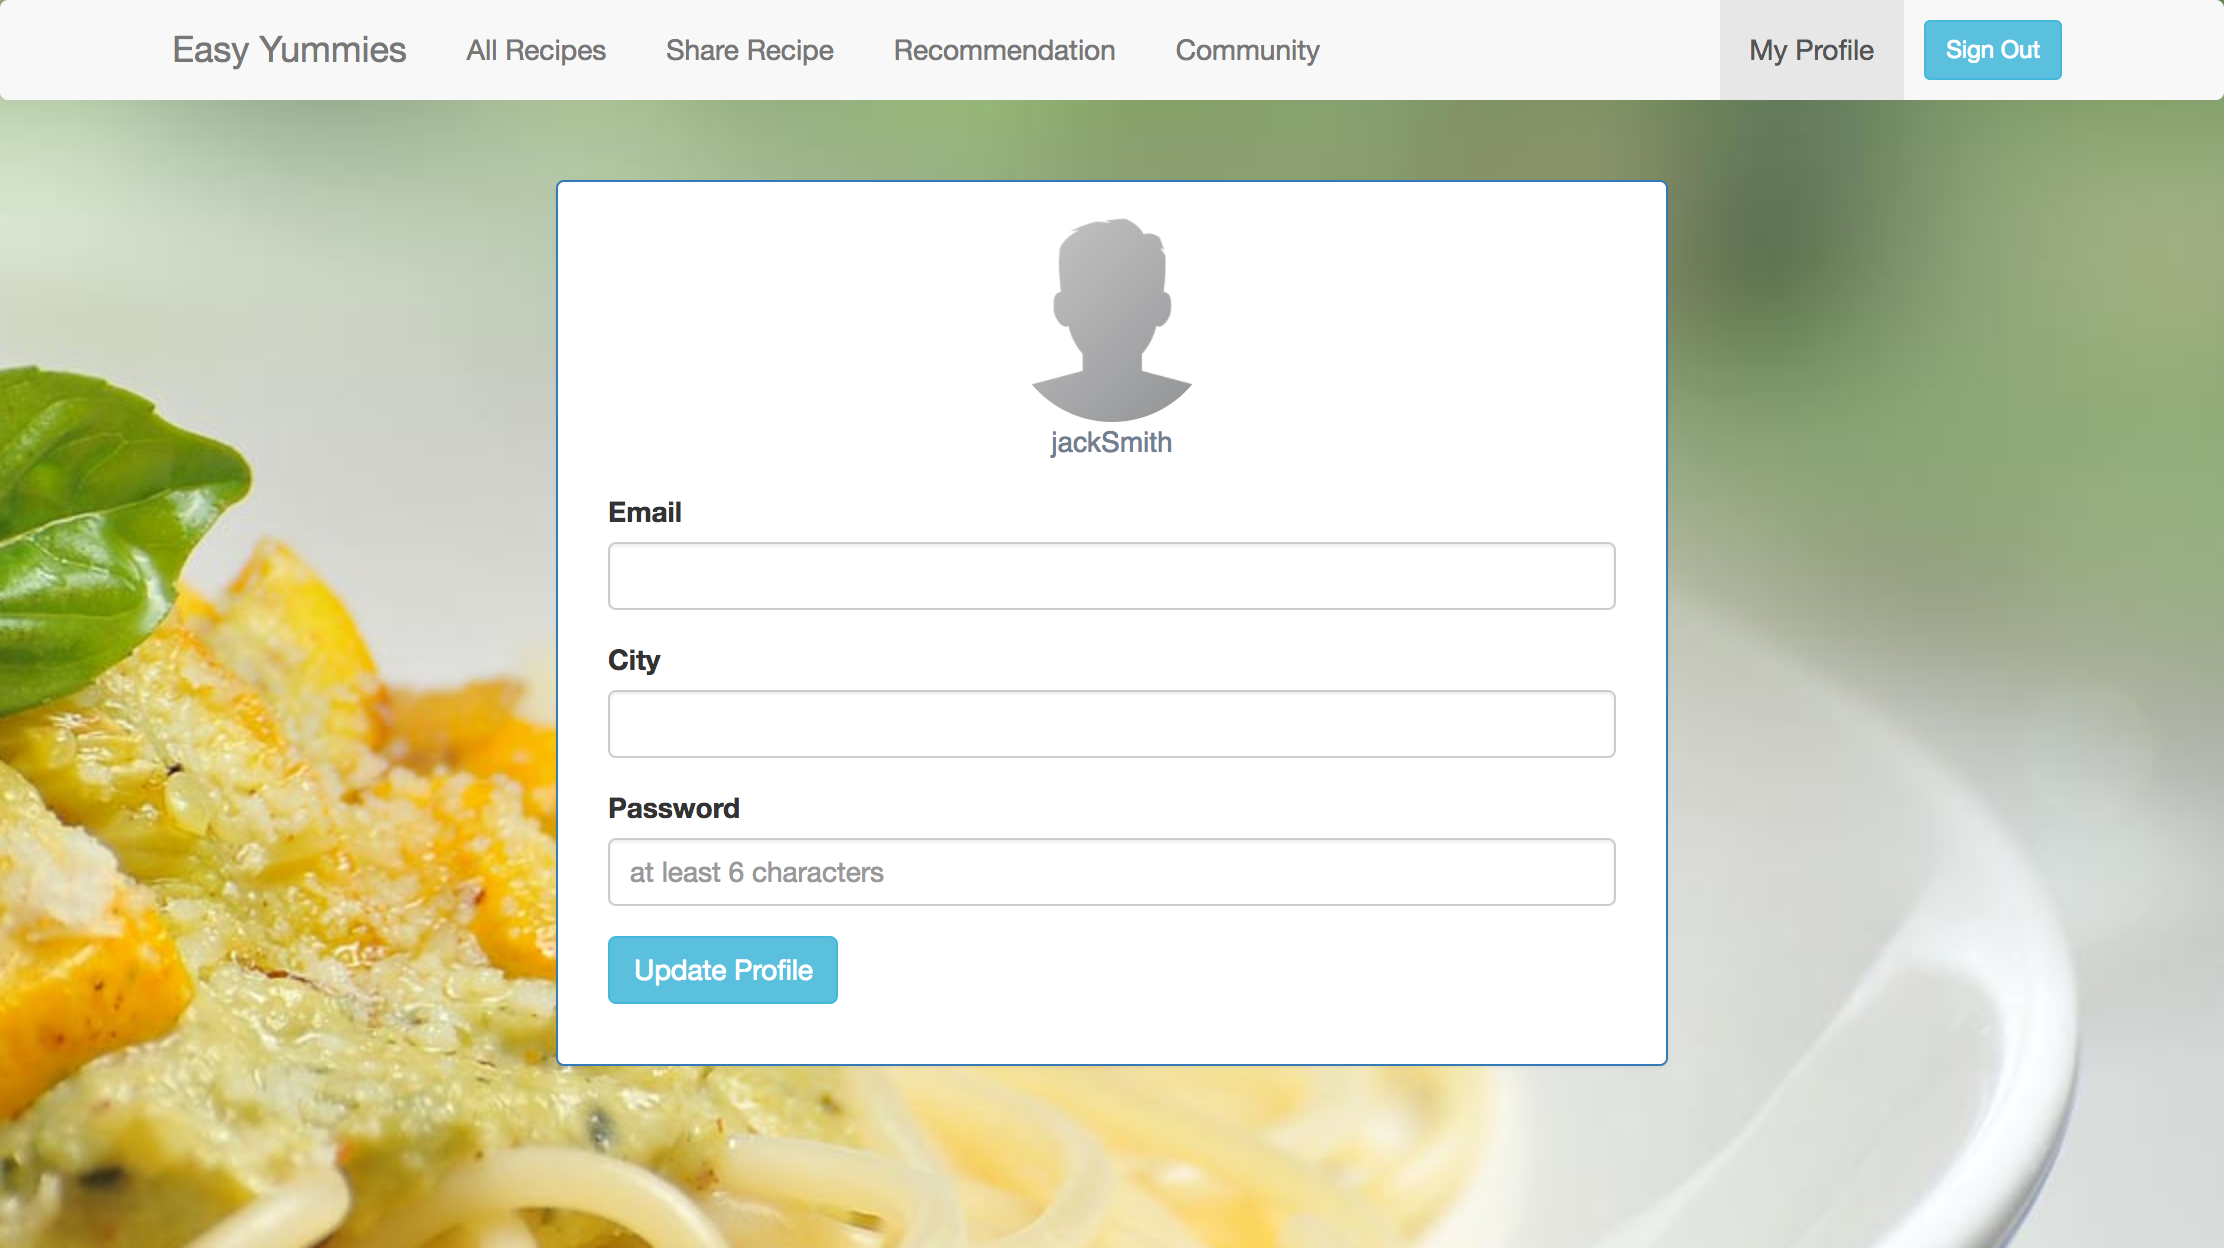 Easy Yummies All Recipes Share Recipe Recommendation Community My Profile Sign Out
jackSmith
Email
City
Password
at least 6 characters
Update Profile